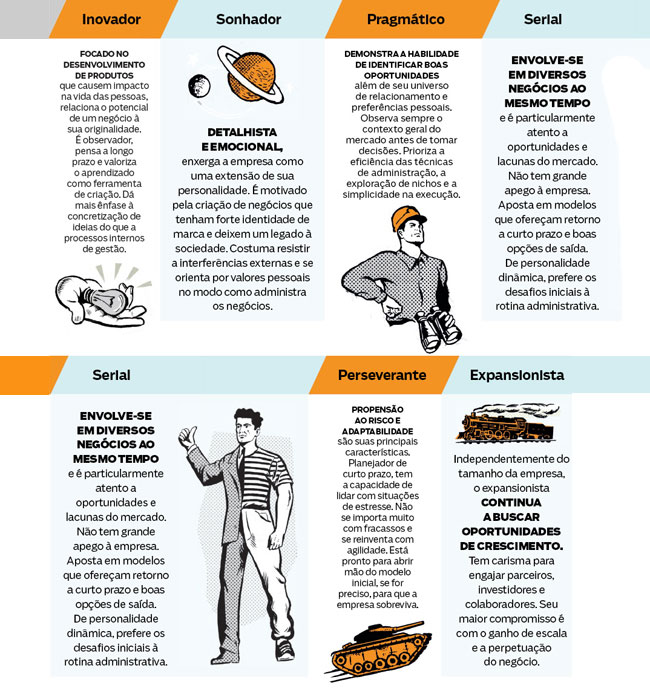 Inovador
Sonhador
Pragmático
Serial
FOCADO NO
DESENVOLVIMENTO
DE PRODUTOS
que causem impacto
na vida das pessoas,
relaciona o potencial
de um negócio à
sua originalidade.
É observador,
pensa a longo
prazo e valoriza
o aprendizado
como ferramenta
de criação. Dá
mais ênfase à
concretização de
ideias do que a
processos internos
de gestão.
DETALHISTA
E EMOCIONAL,
enxerga a empresa como
uma extensão de sua
personalidade. É motivado
pela criação de negócios que
tenham forte identidade de
marca e deixem um legado à
sociedade. Costuma resistir
a interferências externas e se
orienta por valores pessoais
no modo como administra
os negócios.
DEMONSTRA A HABILIDADE
DE IDENTIFICAR BOAS
OPORTUNIDADES
além de seu universo
de relacionamento e
preferências pessoais.
Observa sempre o
contexto geral do
mercado antes de tomar
decisões. Prioriza a
eficiência das técnicas
de administração, a
exploração de nichos e a
simplicidade na execução.
ENVOLVE-SE
EM DIVERSOS
NEGÓCIOS AO
MESMO TEMPO
e é particularmente
atento a
oportunidades e
lacunas do mercado.
Não tem grande
apego à empresa.
Aposta em modelos
que ofereçam retorno
a curto prazo e boas
opções de saída.
De personalidade
dinâmica, prefere os
desafios iniciais à
rotina administrativa.
Serial
Perseverante
Expansionista
ENVOLVE-SE
EM DIVERSOS
NEGÓCIOS AO
MESMO TEMPO
e é particularmente
atento a
oportunidades e
lacunas do mercado.
Não tem grande
apego à empresa.
Aposta em modelos
que ofereçam retorno
a curto prazo e boas
opções de saída.
De personalidade
dinâmica, prefere os
desafios iniciais à
rotina administrativa.
PROPENSÃO
AO RISCO E
ADAPTABILIDADE
são suas principais
características.
Planejador de
curto prazo, tem
a capacidade de
lidar com situações
de estresse. Não
se importa muito
com fracassos e
se reinventa com
agilidade. Está
pronto para abrir
mão do modelo
inicial, se for
preciso, para que
a empresa sobreviva.
Independentemente do
tamanho da empresa,
o expansionista
CONTINUA
A BUSCAR
OPORTUNIDADES
DE CRESCIMENTO.
Tem carisma para
engajar parceiros,
investidores e
colaboradores. Seu
maior compromisso é
com o ganho de escala
e a perpetuação
do negócio.